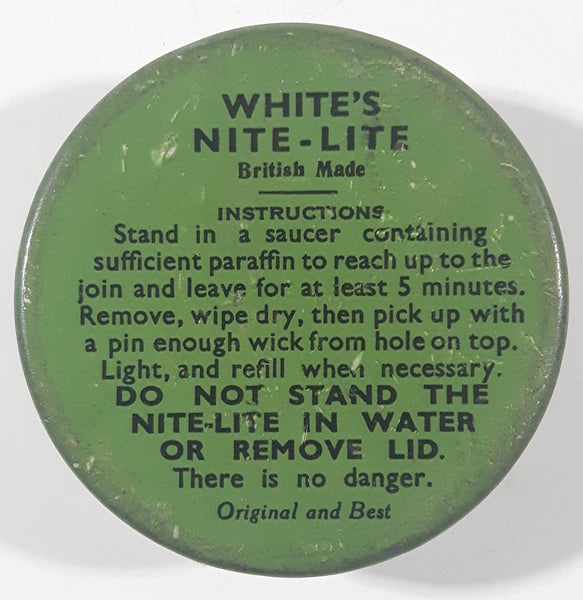 WHITE'S
NITE-LITE
British Made
INSTRUCTIONS
Stand in a saucer containing
sufficient paraffin to reach up to the
join and leave for at least 5 minutes.
Remove, wipe dry, then pick up with
a pin enough wick from hole on top.
Light, and refill when necessary.
DO NOT STAND THE
NITE-LITE IN WATER
OR REMOVE LID.
There is no danger.
Original and Best